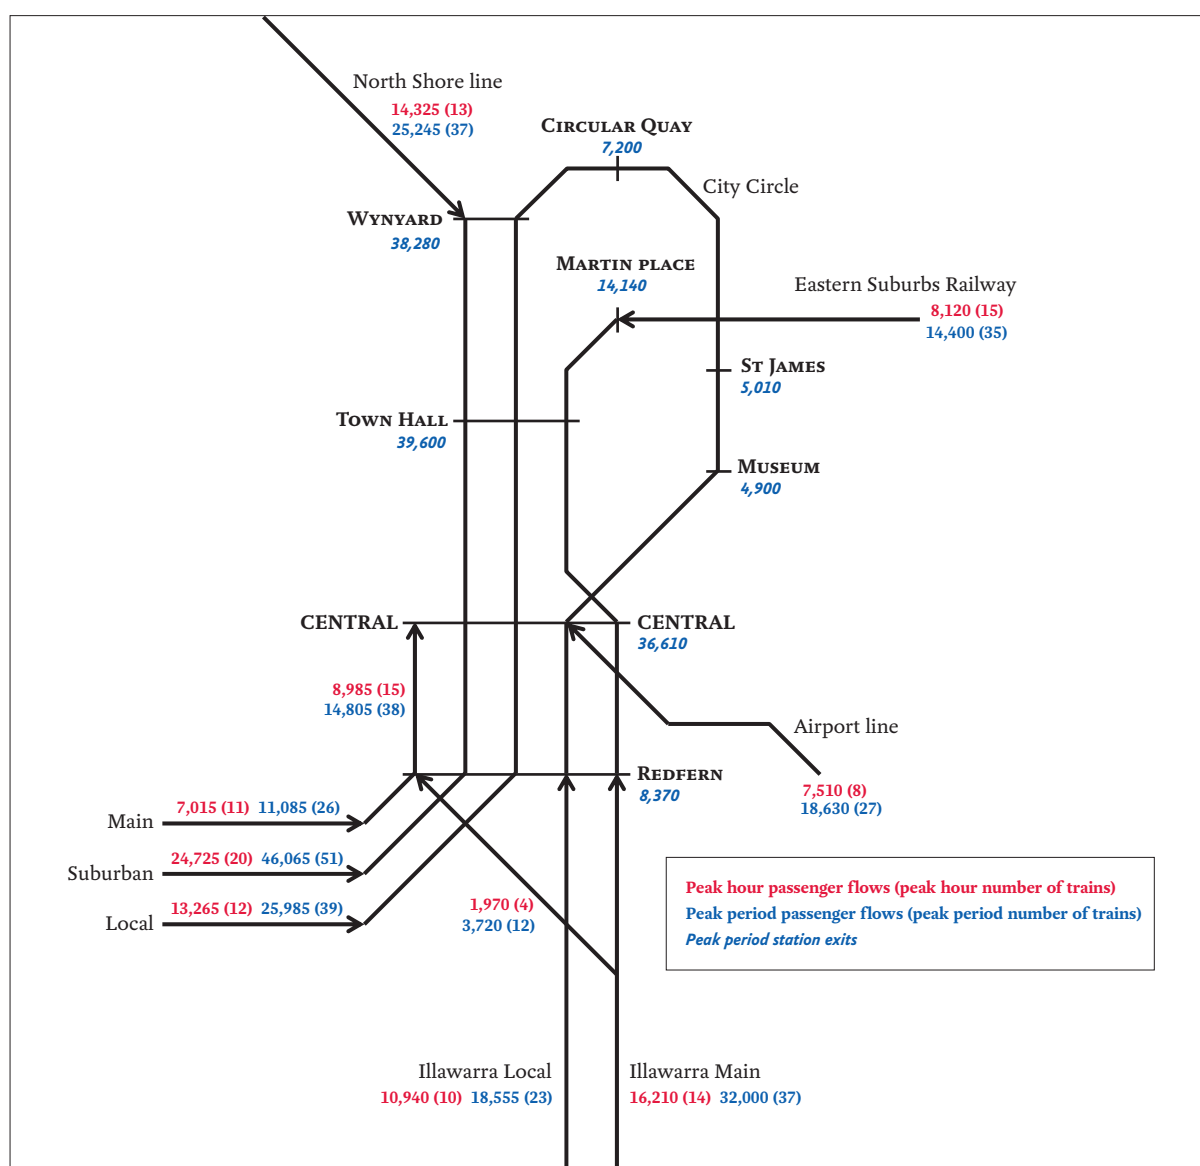 North Shore line
14,325 (13)
25,245 (37)
CIRCULAR QUAY
7,200
City Circle
WYNYARD
38,280
MARTIN PLACE
14,140
Eastern Suburbs Railway
8,120 (15)
14,400 (35)
ST JAMES
5,010
TOWN HALL
39,600
MUSEUM
4,900
CENTRAL
CENTRAL
36,610
8,985 (15)
14,805 (38)
Airport line
7,510 (8)
18,630 (27)
REDFERN
8,370
Main
7,015 (11) 11,085 (26)
Suburban
24,725 (20) 46,065 (51)
Local
13,265 (12) 25,985 (39)
1,970 (4)
3,720 (12)
Peak hour passenger flows (peak hour number of trains)
Peak period passenger flows (peak period number of trains)
Peak period station exits
Illawarra Local
10,940 (10) 18,555 (23)
Illawarra Main
16,210 (14) 32,000 (37)